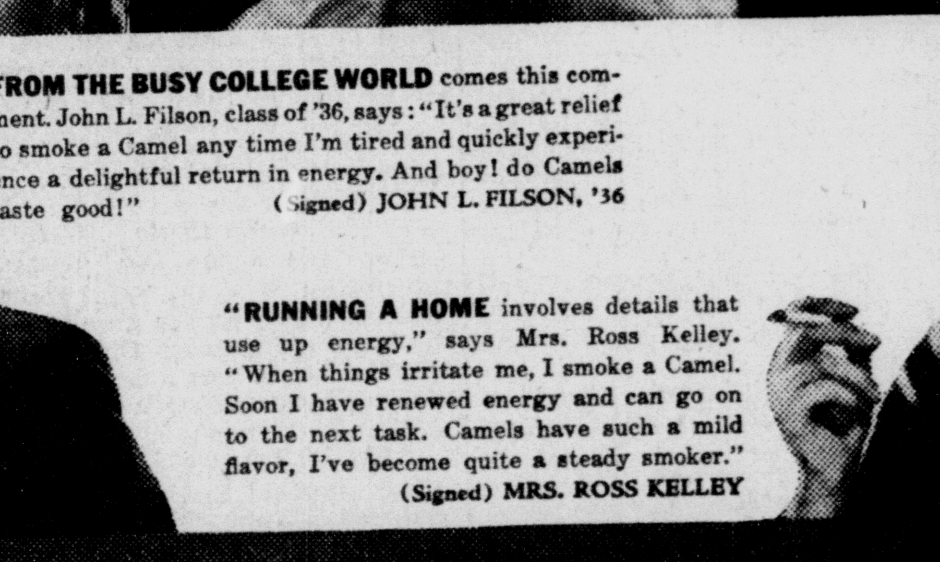 FROM THE BUSY COLLEGE WORLD comes this com-
ment. John L. Filson, class of '36, says: "It's a great relief
to smoke a Camel any time I'm tired and quickly experi-
ence a delightful return in energy. And boy! do Camels
taste good!" (Signed) JOHN L. FILSON, '36
"RUNNING A HOME involves details that
use up energy," says Mrs. Ross Kelley.
"When things irritate me, I smoke a Camel.
Soon I have renewed energy and can go on
to the next task. Camels have such a mild
flavor, I've become quite a steady smoker."
(Signed) MRS. ROSS KELLEY